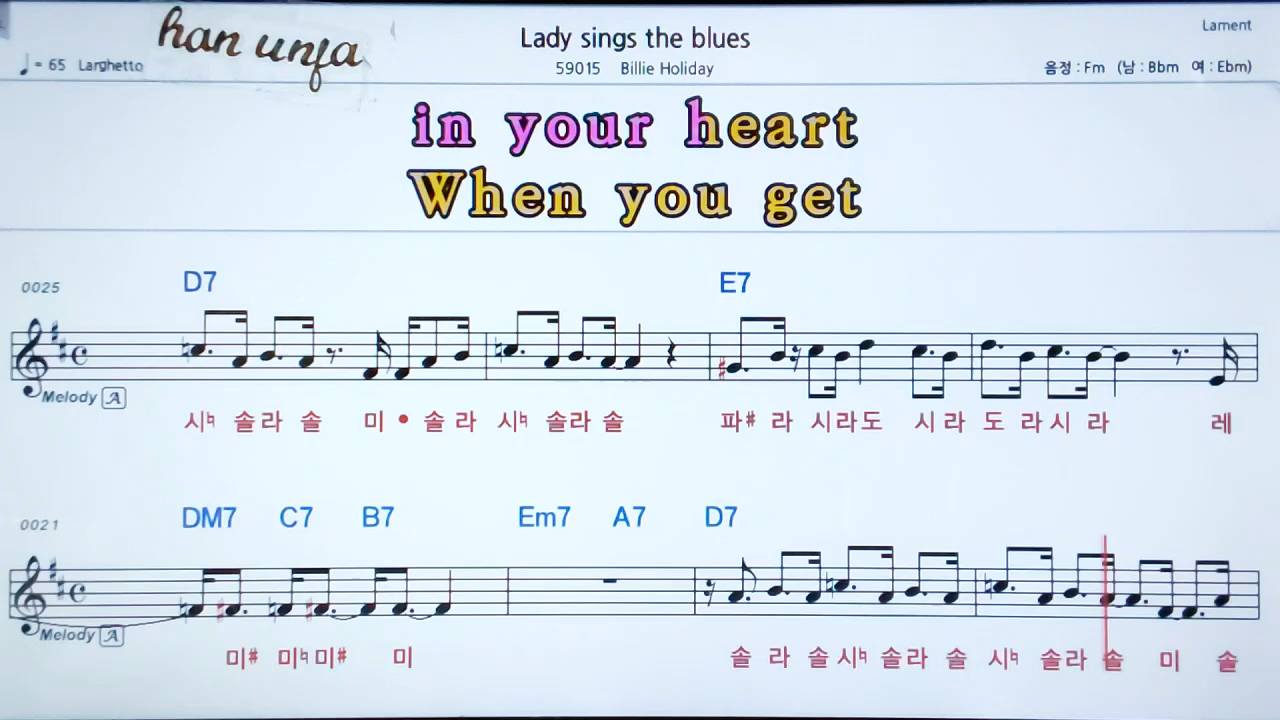 han unfa
Lady sings the blues
Lament
♩= 65 Larghetto
59015 Billie Holiday
음정 : Fm (남 : Bbm 여 : Ebm)
in your heart
When you get
0025
D7 E7
Melody A
시♮ 솔 라 솔 미 • 솔 라 시♮ 솔 라 솔 파# 라 시 라 도 시 라 도 라 시 라 레
0021
DM7 C7 B7 Em7 A7 D7
Melody A
미# 미♮ 미# 미 솔 라 솔 시♮ 솔 라 솔 시♮ 솔 라 솔 미 솔